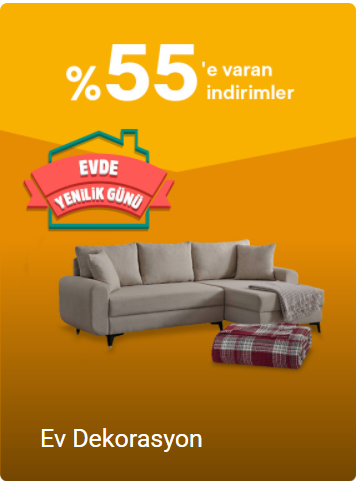 %55'e varan
indirimler
EVDE
YENİLİK GÜNÜ
Ev Dekorasyon